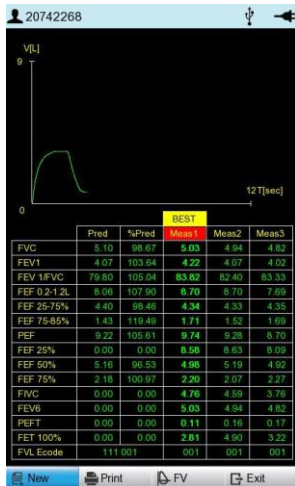 20742268
V[L]
9
12T[sec]
0
BEST
Pred %Pred Meas1 Meas2 Meas3
FVC 5.10 98.67 5.03 4.94 4.82
FEV1 4.07 103.64 4.22 4.07 4.02
FEV 1/FVC 79.80 105.04 83.82 82.40 83.33
FEF 0.2-1.2L 8.06 107.90 8.70 8.70 7.69
FEF 25-75% 4.40 98.46 4.34 4.33 4.35
FEF 75-85% 1.43 119.49 1.71 1.52 1.69
PEF 9.22 105.61 9.74 9.28 8.70
FEF 25% 0.00 0.00 8.58 8.63 8.09
FEF 50% 5.16 96.53 4.98 5.19 4.92
FEF 75% 2.18 100.97 2.20 2.07 2.27
FIVC 0.00 0.00 4.76 4.59 3.76
FEV6 0.00 0.00 5.03 4.94 4.82
PEFT 0.00 0.00 0.11 0.16 0.17
FET 100% 0.00 0.00 2.81 4.90 3.22
FVL Ecode 111 001 001 001 001
New Print FV Exit